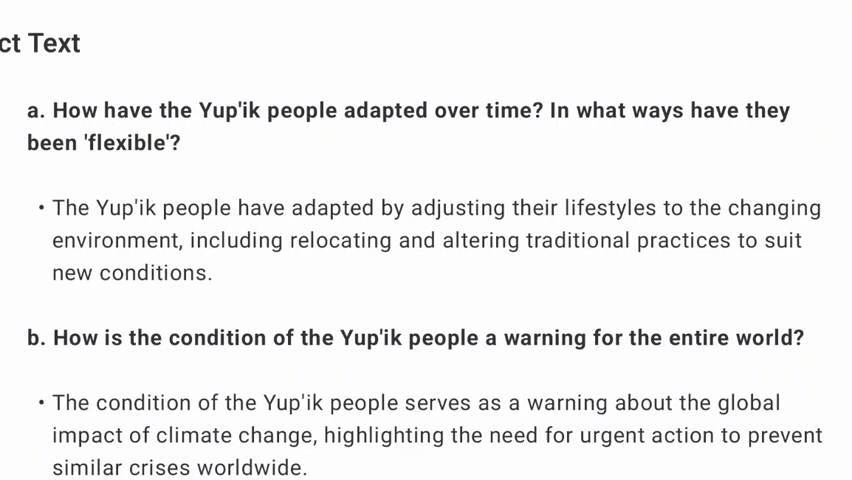 ct Text
a. How have the Yup'ik people adapted over time? In what ways have they
been 'flexible'?
• The Yup'ik people have adapted by adjusting their lifestyles to the changing
environment, including relocating and altering traditional practices to suit
new conditions.
b. How is the condition of the Yup'ik people a warning for the entire world?
• The condition of the Yup'ik people serves as a warning about the global
impact of climate change, highlighting the need for urgent action to prevent
similar crises worldwide.